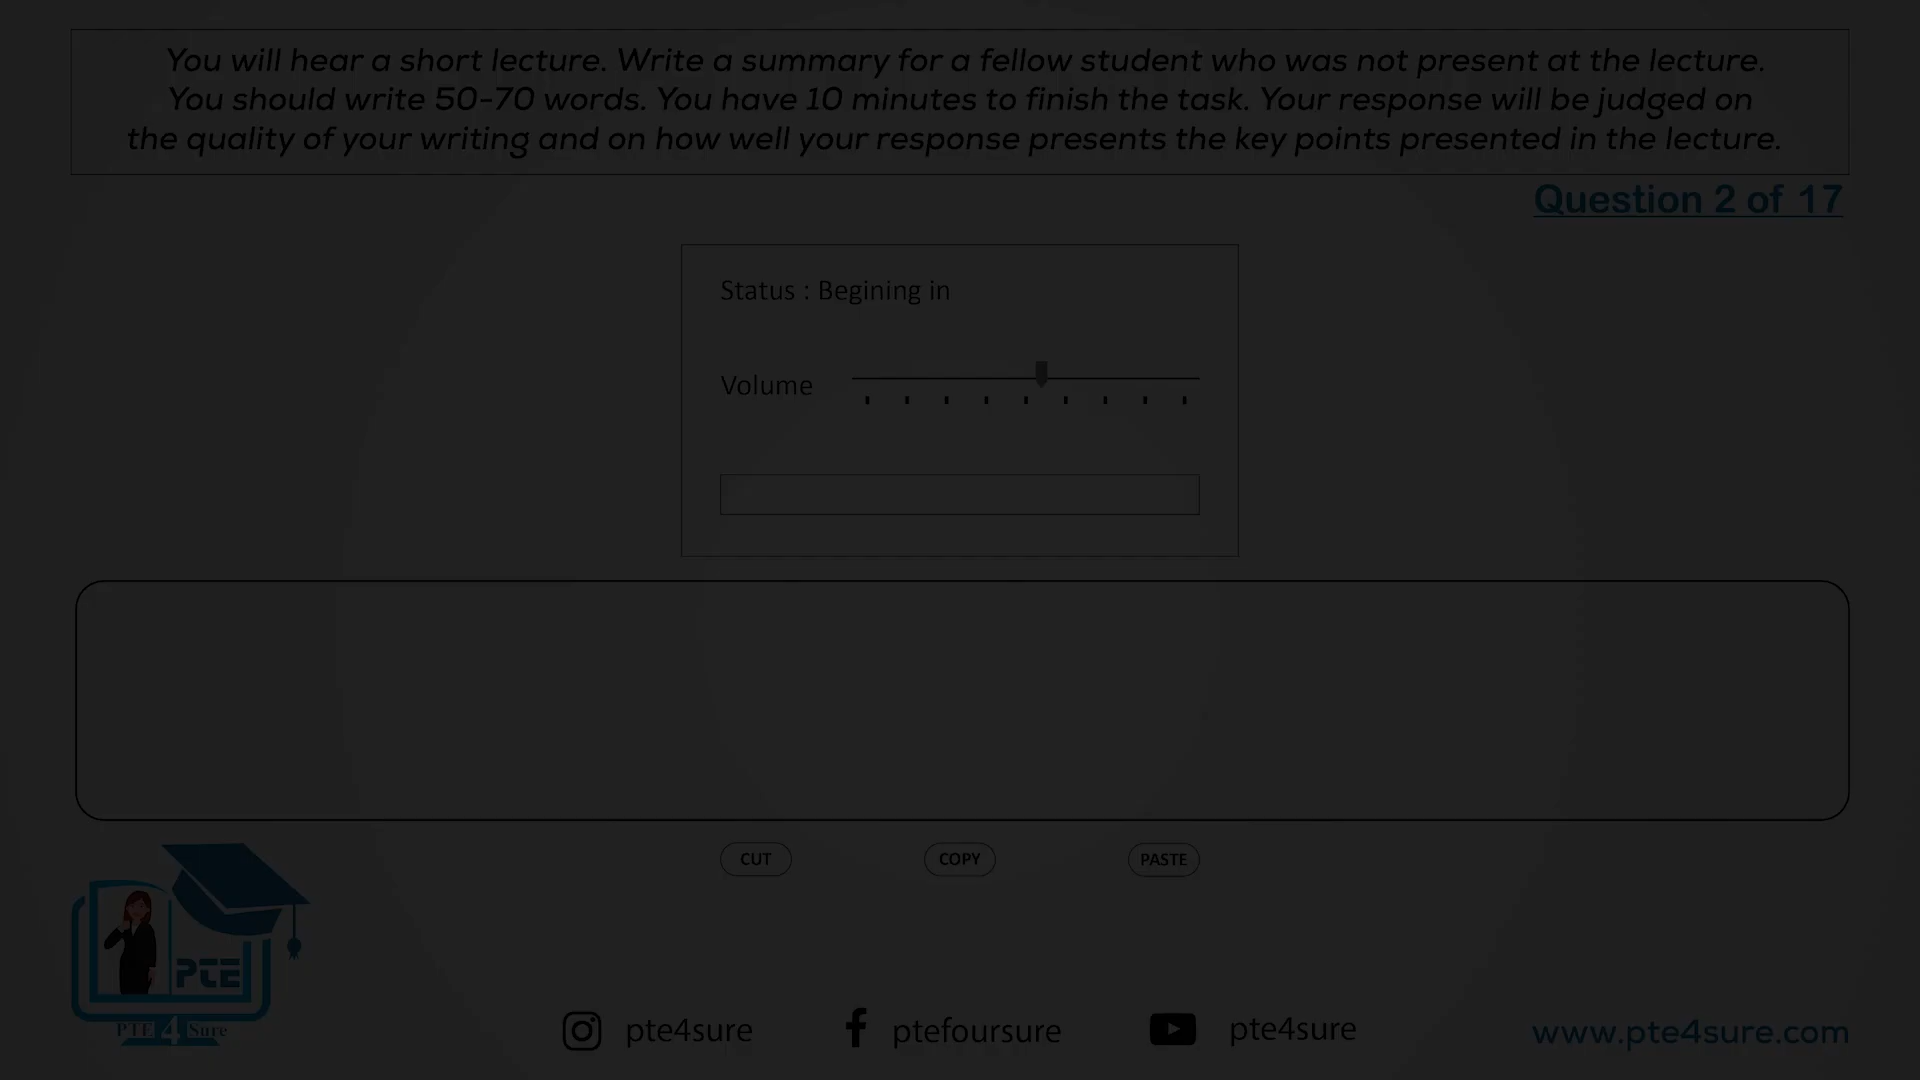 You will hear a short lecture. Write a summary for a fellow student who was not present at the lecture.
You should write 50-70 words. You have 10 minutes to finish the task. Your response will be judged on
the quality of your writing and on how well your response presents the key points presented in the lecture.
Question 2 of 17
Status : Begining in
Volume
CUT
COPY
PASTE
PTE
PTE 4 Sure
pte4sure
ptefoursure
pte4sure
www.pte4sure.com